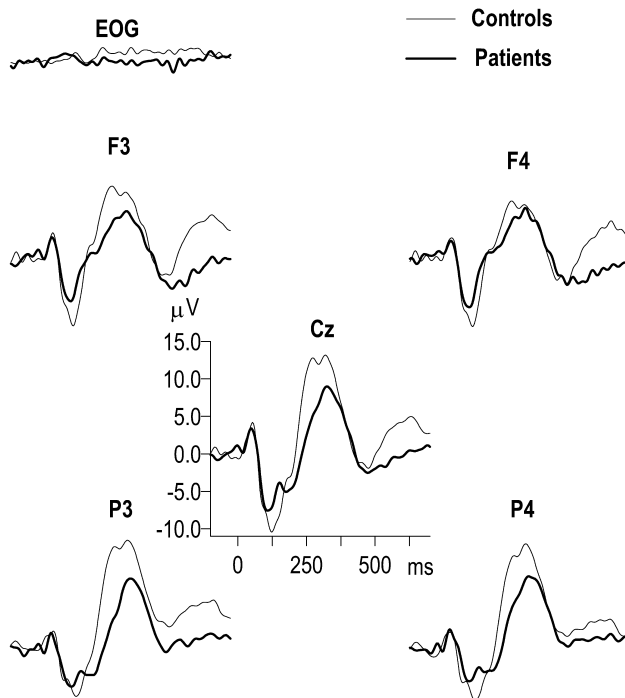 EOG
Controls
Patients
F3
F4
μV
Cz
15.0
10.0
5.0
0.0
-5.0
-10.0
0 250 500 ms
P3
P4